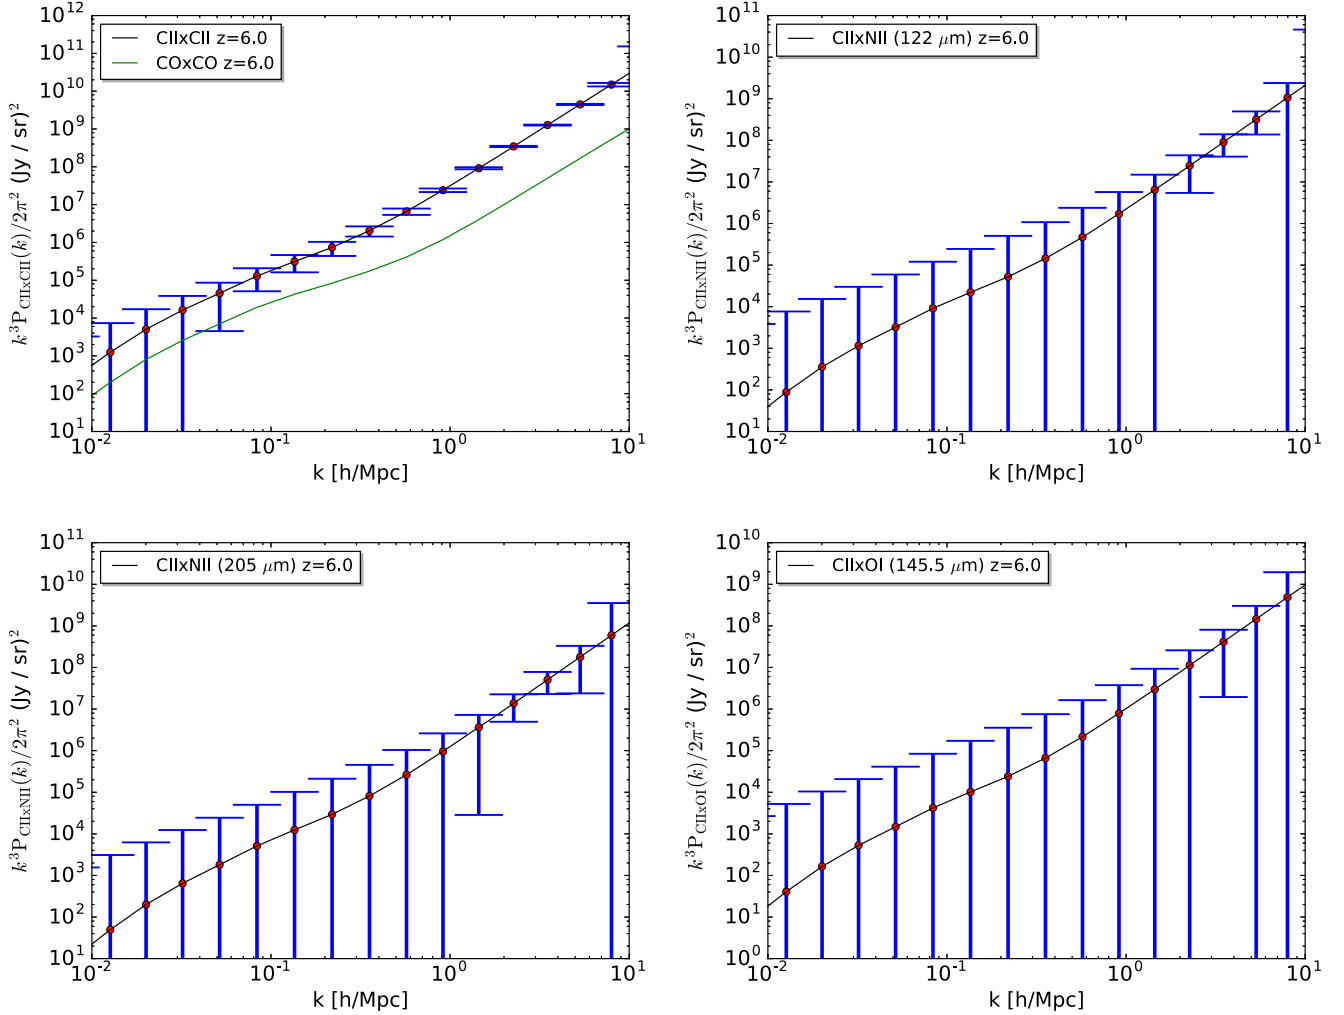 10^12
10^11
10^10
10^9
10^8
10^7
10^6
10^5
10^4
10^3
10^2
10^1
k^3P_CIIxCII(k)/2π^2 (Jy / sr)^2
CIIxCII z=6.0
COxCO z=6.0
10^-2 10^-1 10^0 10^1
k [h/Mpc]
10^11
10^10
10^9
10^8
10^7
10^6
10^5
10^4
10^3
10^2
10^1
k^3P_CIIxNII(k)/2π^2 (Jy / sr)^2
CIIxNII (122 μm) z=6.0
10^-2 10^-1 10^0 10^1
k [h/Mpc]
10^11
10^10
10^9
10^8
10^7
10^6
10^5
10^4
10^3
10^2
10^1
k^3P_CIIxNII(k)/2π^2 (Jy / sr)^2
CIIxNII (205 μm) z=6.0
10^-2 10^-1 10^0 10^1
k [h/Mpc]
10^10
10^9
10^8
10^7
10^6
10^5
10^4
10^3
10^2
10^1
10^0
k^3P_CIIxOI(k)/2π^2 (Jy / sr)^2
CIIxOI (145.5 μm) z=6.0
10^-2 10^-1 10^0 10^1
k [h/Mpc]